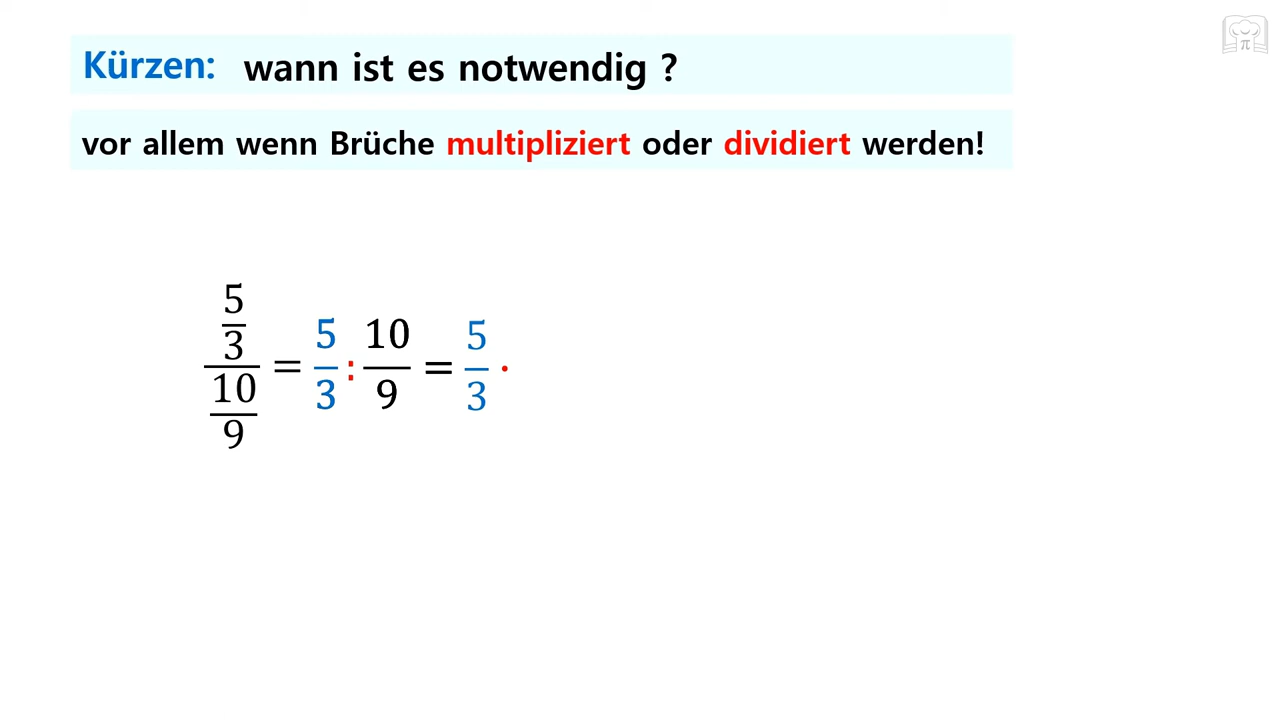 Kürzen: wann ist es notwendig ?
vor allem wenn Brüche multipliziert oder dividiert werden!
5/3 / 10/9 = 5/3 : 10/9 = 5/3 ·
π